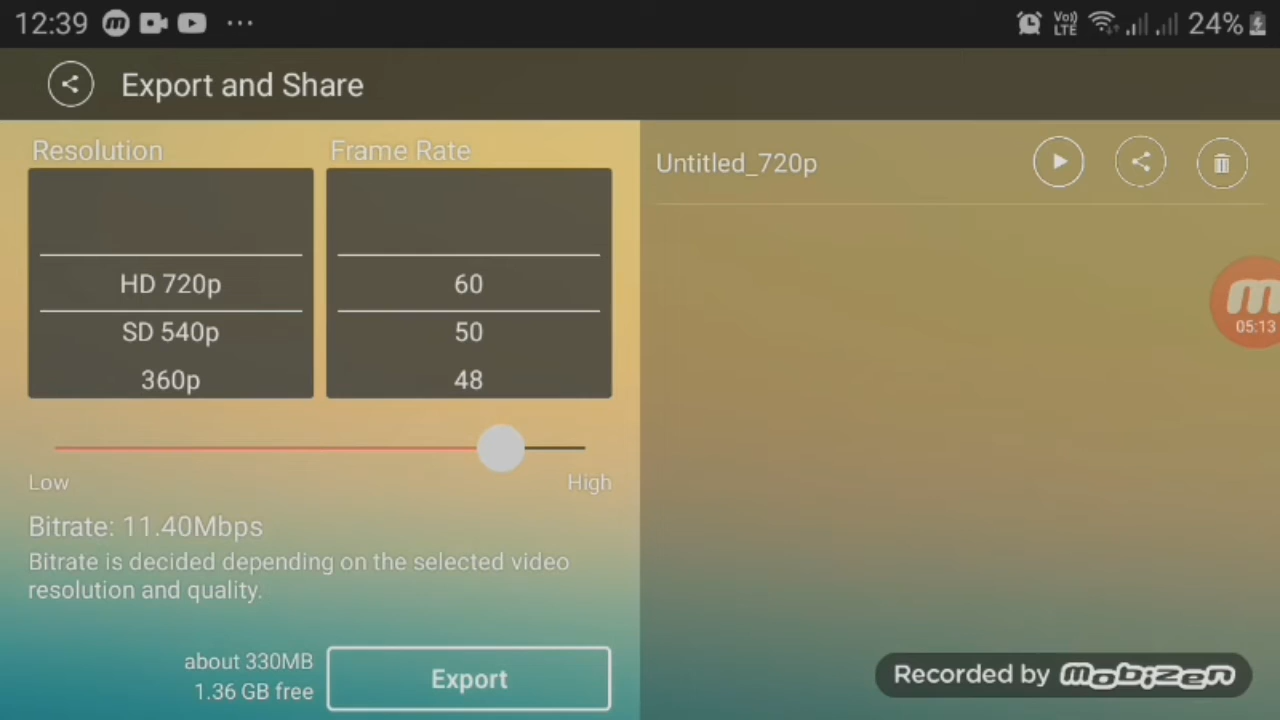 12:39
Vo))
LTE
24%
Export and Share
Resolution
Frame Rate
HD 720p
SD 540p
360p
60
50
48
Low
High
Bitrate: 11.40Mbps
Bitrate is decided depending on the selected video
resolution and quality.
about 330MB
1.36 GB free
Export
Untitled_720p
05:13
Recorded by mobizen